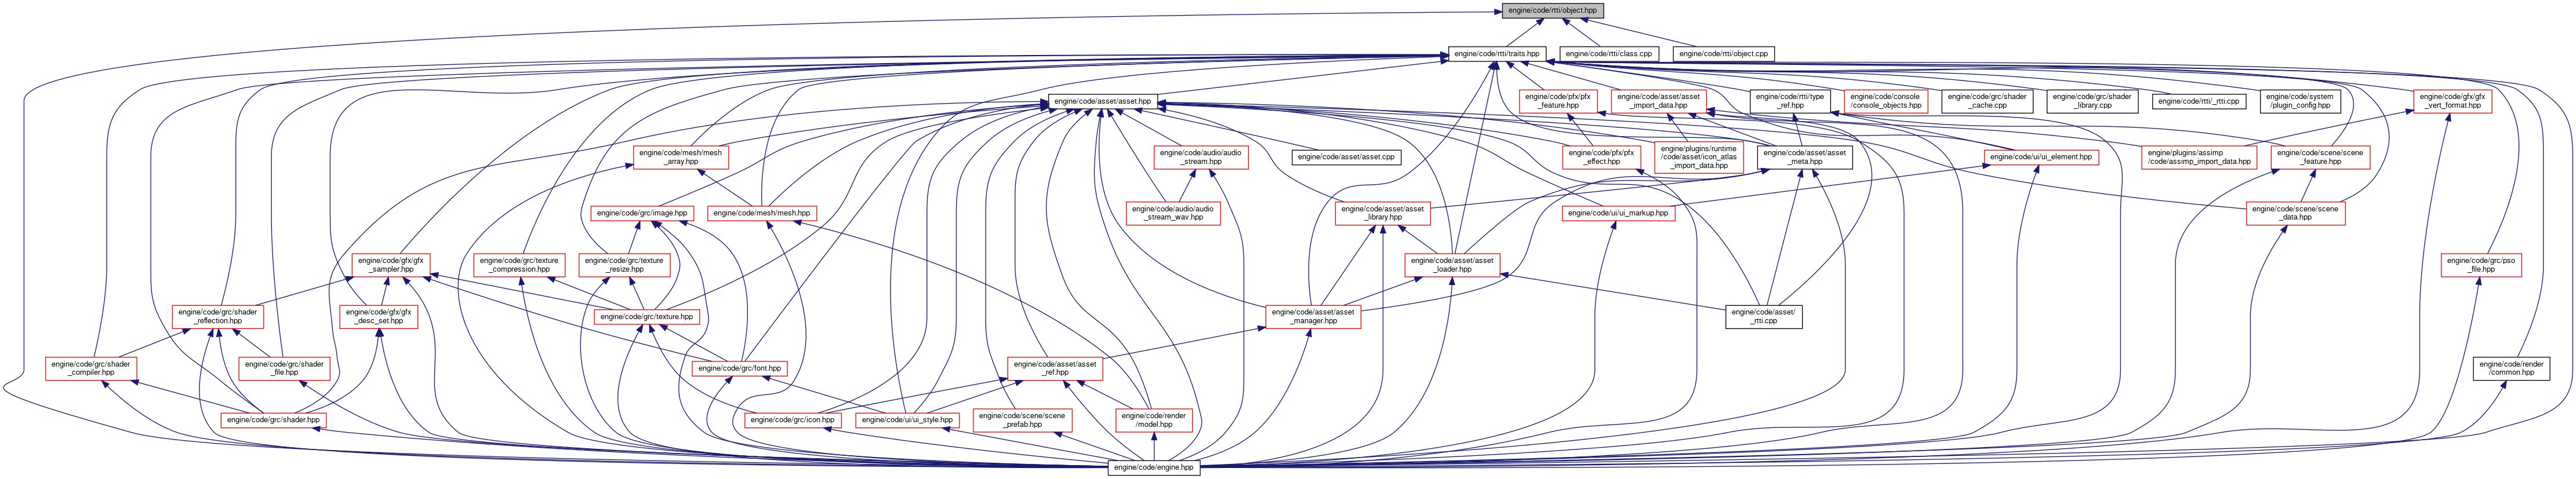 engine/code/rtti/object.hpp
engine/code/rtti/traits.hpp
engine/code/rtti/class.cpp
engine/code/rtti/object.cpp
engine/code/asset/asset.hpp
engine/code/pfx/pfx
_feature.hpp
engine/code/asset/asset
_import_data.hpp
engine/code/rtti/type
_ref.hpp
engine/code/console
/console_objects.hpp
engine/code/grc/shader
_cache.cpp
engine/code/grc/shader
_library.cpp
engine/code/rtti/_rtti.cpp
engine/code/system
/plugin_config.hpp
engine/code/gfx/gfx
_vert_format.hpp
engine/code/mesh/mesh
_array.hpp
engine/code/audio/audio
_stream.hpp
engine/code/asset/asset.cpp
engine/code/pfx/pfx
_effect.hpp
engine/plugins/runtime
/code/asset/icon_atlas
_import_data.hpp
engine/code/asset/asset
_meta.hpp
engine/code/ui/ui_element.hpp
engine/plugins/assimp
/code/assimp_import_data.hpp
engine/code/scene/scene
_feature.hpp
engine/code/grc/image.hpp
engine/code/mesh/mesh.hpp
engine/code/audio/audio
_stream_wav.hpp
engine/code/asset/asset
_library.hpp
engine/code/ui/ui_markup.hpp
engine/code/scene/scene
_data.hpp
engine/code/gfx/gfx
_sampler.hpp
engine/code/grc/texture
_compression.hpp
engine/code/grc/texture
_resize.hpp
engine/code/asset/asset
_loader.hpp
engine/code/grc/pso
_file.hpp
engine/code/grc/shader
_reflection.hpp
engine/code/gfx/gfx
_desc_set.hpp
engine/code/grc/texture.hpp
engine/code/asset/asset
_manager.hpp
engine/code/asset/
_rtti.cpp
engine/code/grc/shader
_compiler.hpp
engine/code/grc/shader
_file.hpp
engine/code/grc/font.hpp
engine/code/asset/asset
_ref.hpp
engine/code/render
/common.hpp
engine/code/grc/shader.hpp
engine/code/grc/icon.hpp
engine/code/ui/ui_style.hpp
engine/code/scene/scene
_prefab.hpp
engine/code/render
/model.hpp
engine/code/engine.hpp